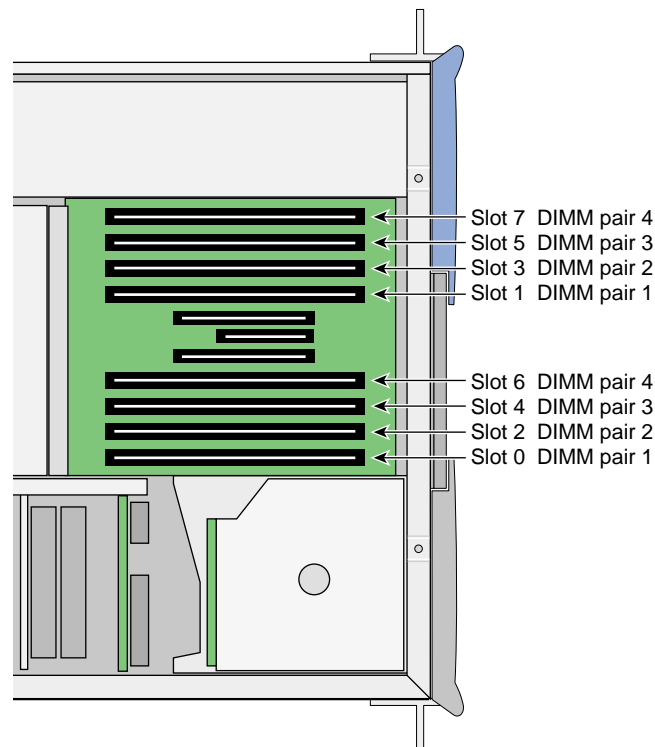 Slot 7 DIMM pair 4
Slot 5 DIMM pair 3
Slot 3 DIMM pair 2
Slot 1 DIMM pair 1
Slot 6 DIMM pair 4
Slot 4 DIMM pair 3
Slot 2 DIMM pair 2
Slot 0 DIMM pair 1